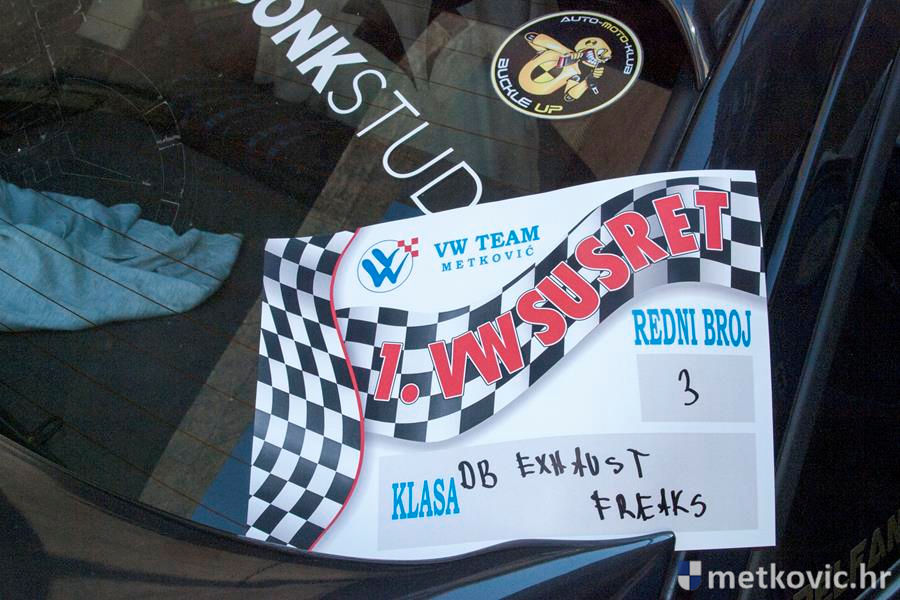 ONKSTUD
AUTO-MOTO-KLUB
BUCKLE UP
VW TEAM
METKOVIĆ
1. VW SUSRET
REDNI BROJ
3
KLASA DB EXHAUST
FREAKS
metkovic.hr